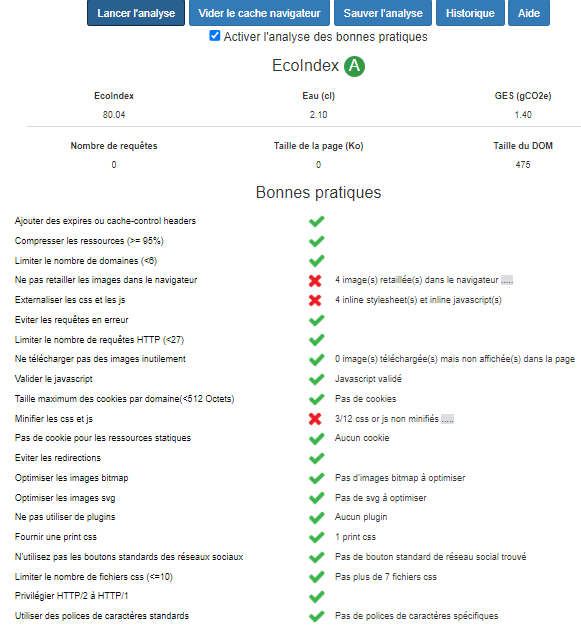 Lancer l'analyse Vider le cache navigateur Sauver l'analyse Historique Aide
Activer l'analyse des bonnes pratiques
EcoIndex A
EcoIndex Eau (cl) GES (gCO2e)
80.04 2.10 1.40
Nombre de requêtes Taille de la page (Ko) Taille du DOM
0 0 475
Bonnes pratiques
Ajouter des expires ou cache-control headers
Compresser les ressources (>= 95%)
Limiter le nombre de domaines (<6)
Ne pas retailler les images dans le navigateur 4 image(s) retaillée(s) dans le navigateur .....
Externaliser les css et les js 4 inline stylesheet(s) et inline javascript(s)
Eviter les requêtes en erreur
Limiter le nombre de requêtes HTTP (<27)
Ne télécharger pas des images inutilement 0 image(s) téléchargée(s) mais non affichée(s) dans la page
Valider le javascript Javascript validé
Taille maximum des cookies par domaine(<512 Octets) Pas de cookies
Minifier les css et js 3/12 css or js non minifiés .....
Pas de cookie pour les ressources statiques Aucun cookie
Eviter les redirections
Optimiser les images bitmap Pas d'images bitmap à optimiser
Optimiser les images svg Pas de svg à optimiser
Ne pas utiliser de plugins Aucun plugin
Fournir une print css 1 print css
N'utilisez pas les boutons standards des réseaux sociaux Pas de bouton standard de réseau social trouvé
Limiter le nombre de fichiers css (<=10) Pas plus de 7 fichiers css
Privilégier HTTP/2 à HTTP/1
Utiliser des polices de caractères standards Pas de polices de caractères spécifiques